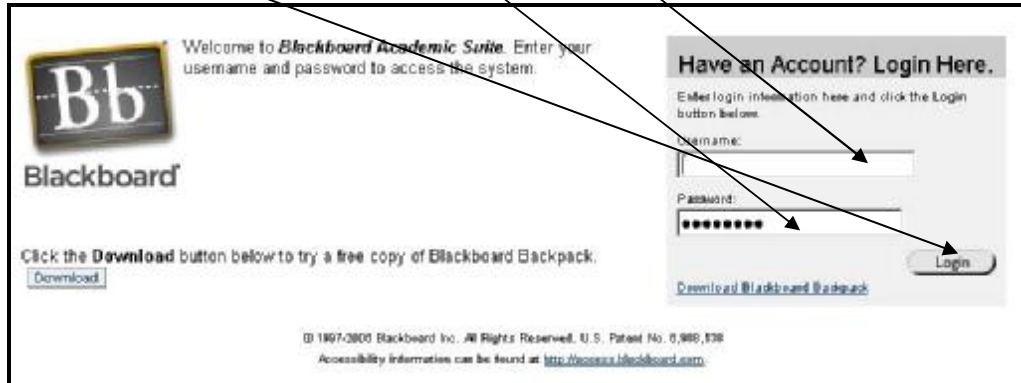 Bb
Blackboard
Welcome to Blackboard Academic Suite. Enter your
username and password to access the system.
Click the Download button below to try a free copy of Blackboard Backpack.
Download
Have an Account? Login Here.
Enter login information here and click the Login
button below.
Username:
Password:
Login
Download Blackboard Backpack
© 1997-2006 Blackboard Inc. All Rights Reserved. U.S. Patent No. 6,988,138
Accessibility information can be found at http://access.blackboard.com.